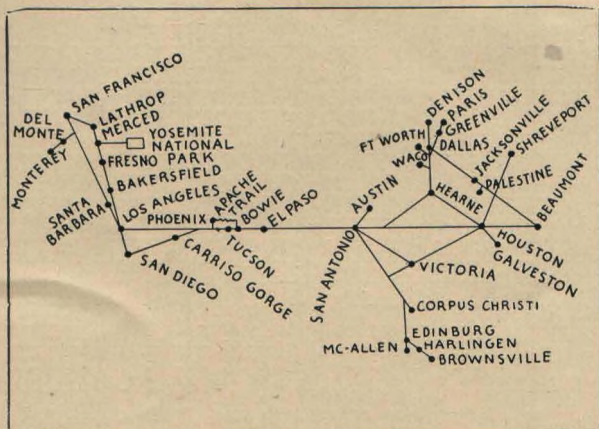 SAN FRANCISCO
DEL
MONTE
MONTEREY
LATHROP
MERCED
YOSEMITE
NATIONAL
FRESNO PARK
BAKERSFIELD
SANTA
BARBARA
LOS ANGELES
PHOENIX
APACHE
TRAIL
BOWIE
EL PASO
TUCSON
CARRISO GORGE
SAN DIEGO
DENISON
PARIS
GREENVILLE
FT WORTH
DALLAS
WACO
JACKSONVILLE
SHREVEPORT
PALESTINE
HEARNE
AUSTIN
BEAUMONT
SAN ANTONIO
HOUSTON
GALVESTON
VICTORIA
CORPUS CHRISTI
EDINBURG
MC-ALLEN
HARLINGEN
BROWNSVILLE